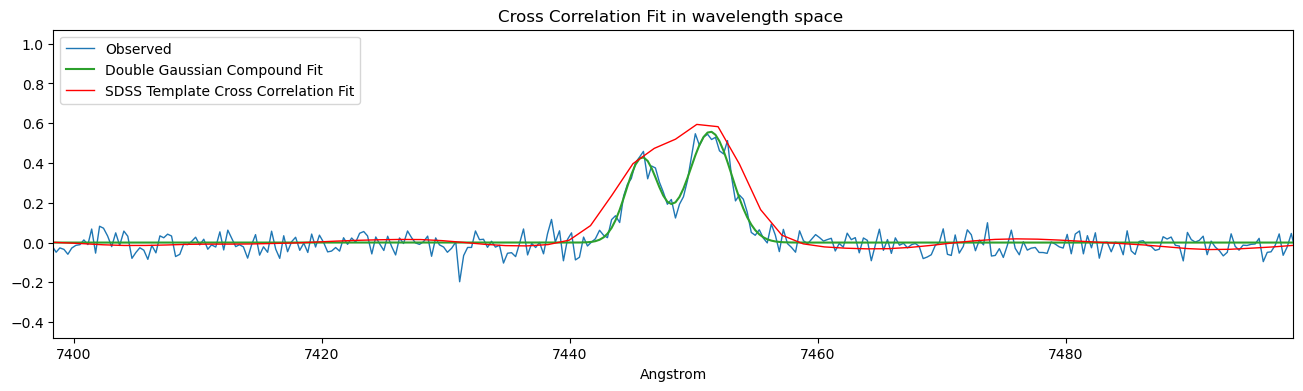 Cross Correlation Fit in wavelength space
1.0
0.8
0.6
0.4
0.2
0.0
−0.2
−0.4
Observed
Double Gaussian Compound Fit
SDSS Template Cross Correlation Fit
7400 7420 7440 7460 7480
Angstrom